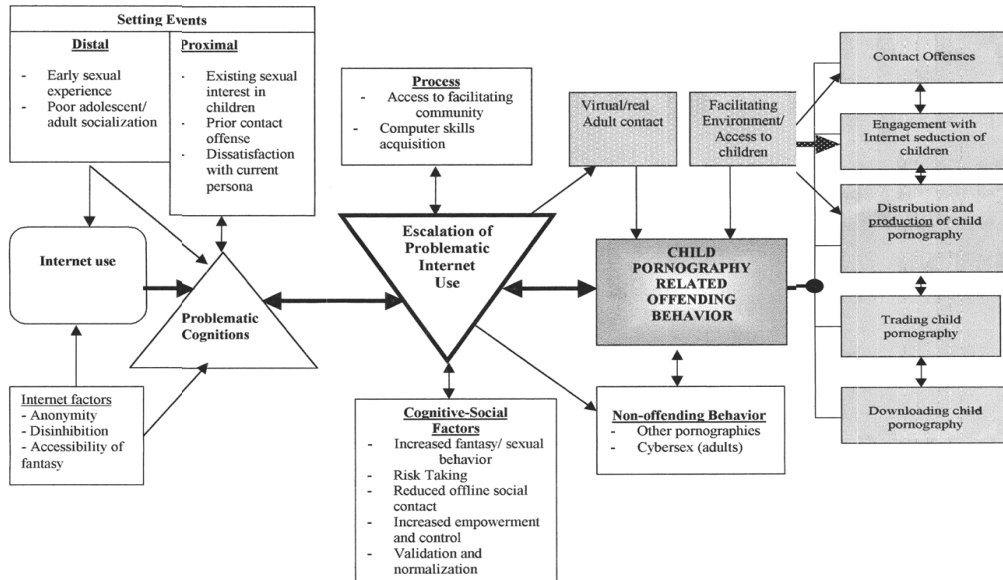 Setting Events
Distal
- Early sexual
experience
- Poor adolescent/
adult socialization
Proximal
- Existing sexual
interest in
children
- Prior contact
offense
- Dissatisfaction
with current
persona
Internet use
Internet factors
- Anonymity
- Disinhibition
- Accessibility of
fantasy
Problematic
Cognitions
Process
- Access to facilitating
community
- Computer skills
acquisition
Escalation of
Problematic
Internet
Use
Cognitive-Social
Factors
- Increased fantasy/ sexual
behavior
- Risk Taking
- Reduced offline social
contact
- Increased empowerment
and control
- Validation and
normalization
Virtual/real
Adult contact
Facilitating
Environment/
Access to
children
CHILD
PORNOGRAPHY
RELATED
OFFENDING
BEHAVIOR
Non-offending Behavior
- Other pornographies
- Cybersex (adults)
Contact Offenses
Engagement with
Internet seduction of
children
Distribution and
production of child
pornography
Trading child
pornography
Downloading child
pornography